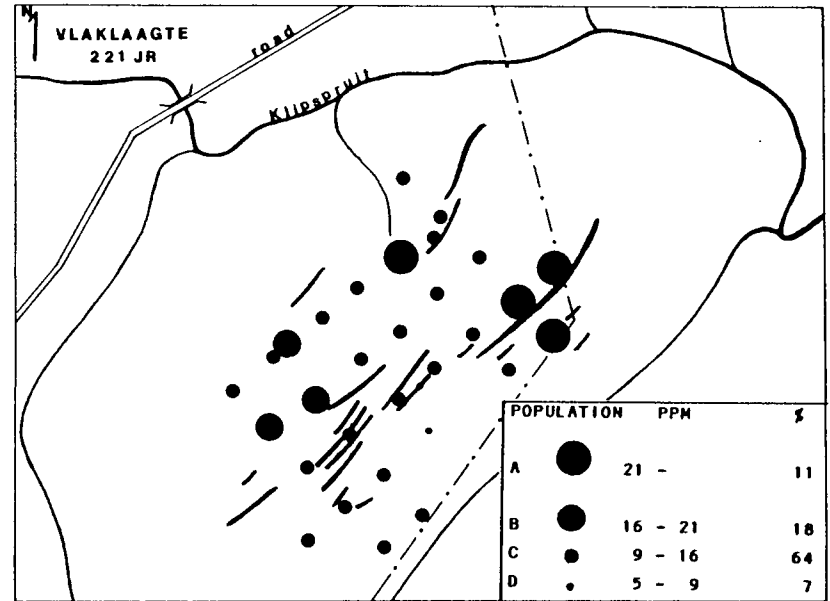 N
VLAKLAAGTE
221 JR
road
Klipspruit
POPULATION PPM %
A 21 - 11
B 16 - 21 18
C 9 - 16 64
D 5 - 9 7